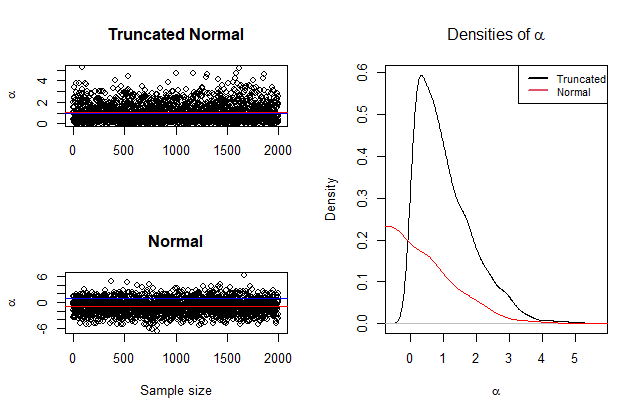 Truncated Normal
α
4
2
0
0 500 1000 1500 2000
Normal
α
6
0
-6
0 500 1000 1500 2000
Sample size
Densities of α
Density
0.6
0.5
0.4
0.3
0.2
0.1
0.0
Truncated
Normal
0 1 2 3 4 5
α